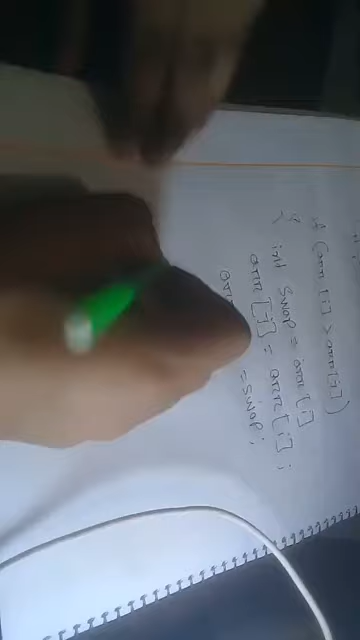 if (arr[i] > arr[j])
{ int swap = arr[i]
arr[j] = arr[i];
= swap;